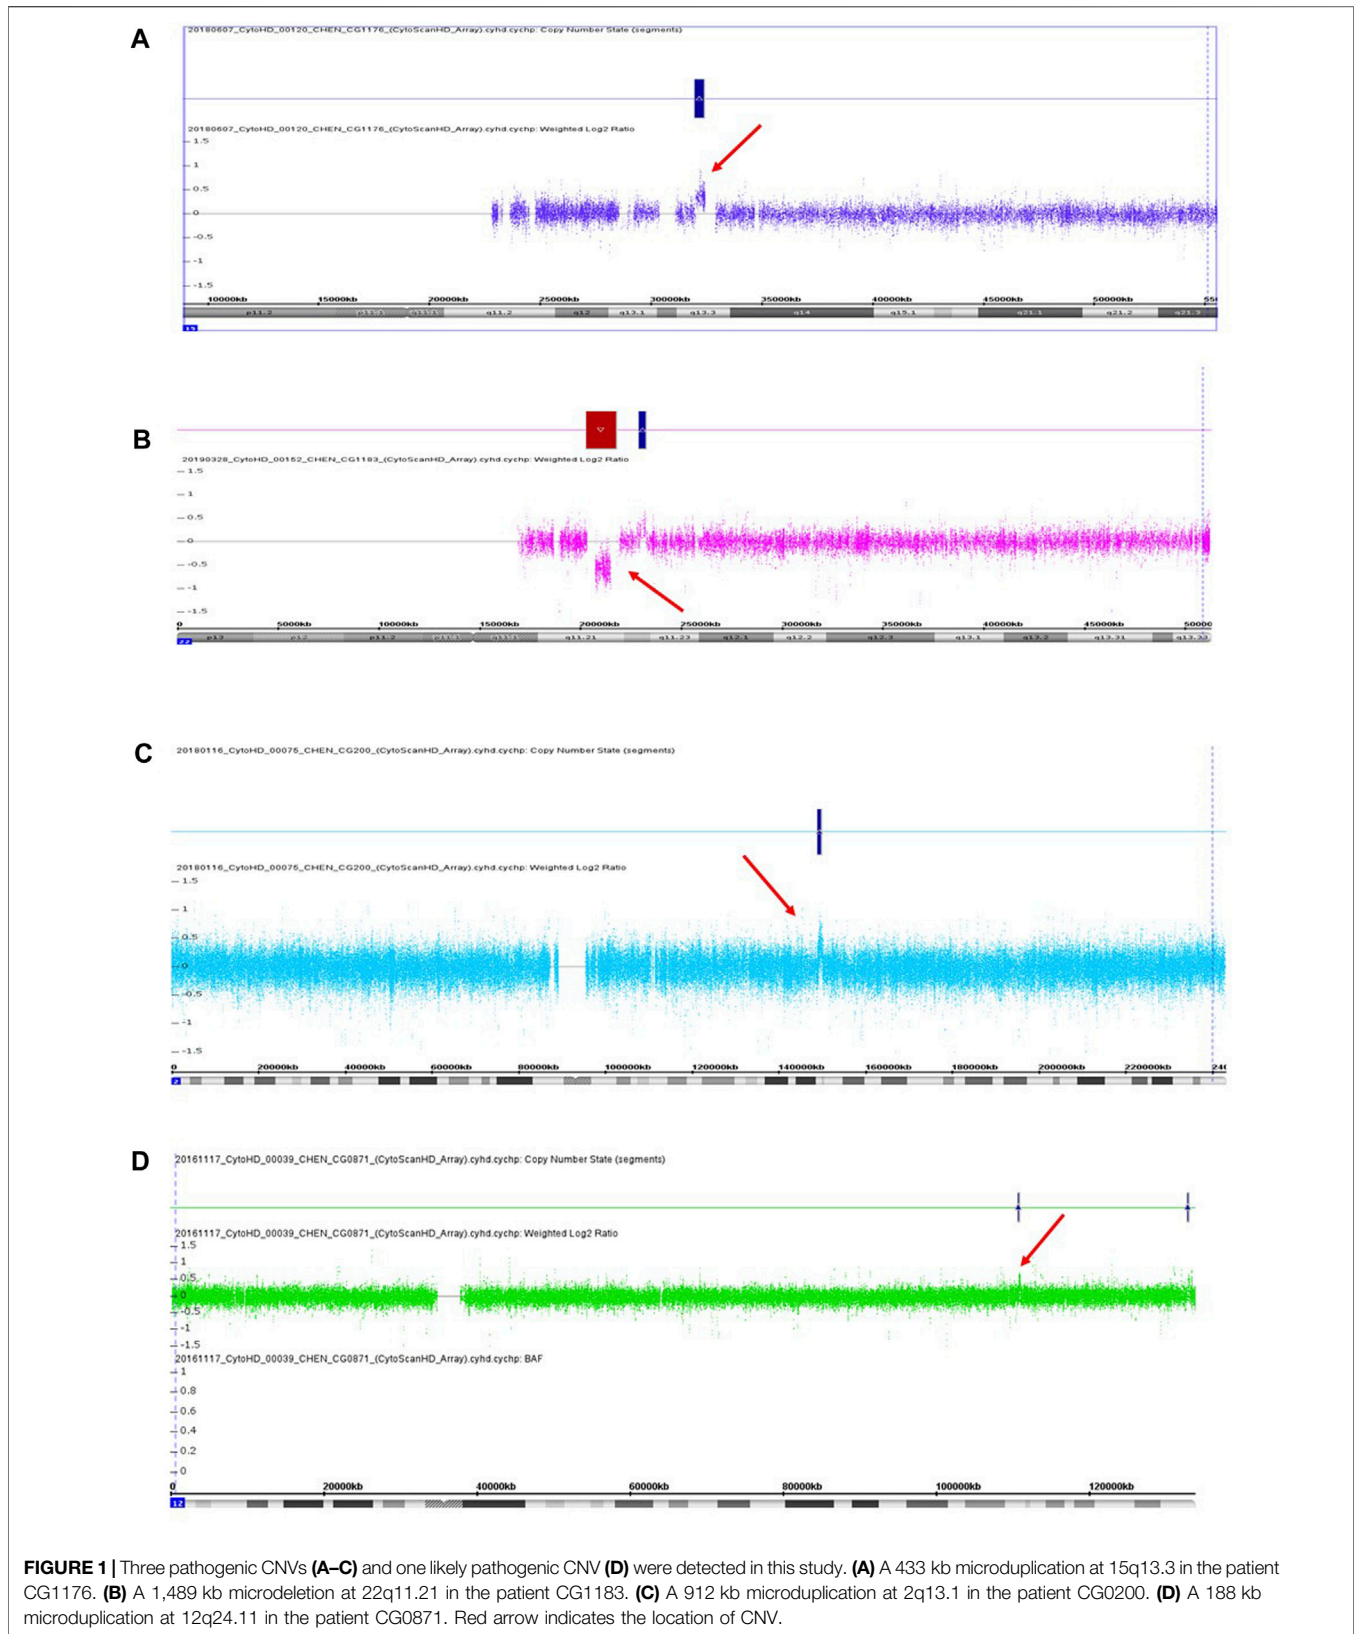 A
20180607_CytoHD_00120_CHEN_CG1176_(CytoScanHD_Array).cyhd.cychp: Copy Number State (segments)
20180607_CytoHD_00120_CHEN_CG1176_(CytoScanHD_Array).cyhd.cychp: Weighted Log2 Ratio
1.5
1
0.5
0
-0.5
-1
-1.5
10000kb 15000kb 20000kb 25000kb 30000kb 35000kb 40000kb 45000kb 50000kb 55
p11.2 p11.1 q11.1 q11.2 q12 q13.1 q13.3 q14 q15.1 q21.1 q21.2 q21.3
15
B
20190328_CytoHD_00152_CHEN_CG1183_(CytoScanHD_Array).cyhd.cychp: Weighted Log2 Ratio
1.5
1
0.5
0
-0.5
-1
-1.5
0 5000kb 10000kb 15000kb 20000kb 25000kb 30000kb 35000kb 40000kb 45000kb 50000
p13 p12 p11.2 p11.1 q11.1 q11.21 q11.23 q12.1 q12.2 q12.3 q13.1 q13.2 q13.31 q13.33
22
C
20180116_CytoHD_00075_CHEN_CG200_(CytoScanHD_Array).cyhd.cychp: Copy Number State (segments)
20180116_CytoHD_00075_CHEN_CG200_(CytoScanHD_Array).cyhd.cychp: Weighted Log2 Ratio
1.5
1
0.5
0
-0.5
-1
-1.5
0 20000kb 40000kb 60000kb 80000kb 100000kb 120000kb 140000kb 160000kb 180000kb 200000kb 220000kb 240
2
D
20161117_CytoHD_00039_CHEN_CG0871_(CytoScanHD_Array).cyhd.cychp: Copy Number State (segments)
20161117_CytoHD_00039_CHEN_CG0871_(CytoScanHD_Array).cyhd.cychp: Weighted Log2 Ratio
1.5
1
0.5
0
-0.5
-1
-1.5
20161117_CytoHD_00039_CHEN_CG0871_(CytoScanHD_Array).cyhd.cychp: BAF
1
0.8
0.6
0.4
0.2
0
0 20000kb 40000kb 60000kb 80000kb 100000kb 120000kb
12
FIGURE 1 | Three pathogenic CNVs (A–C) and one likely pathogenic CNV (D) were detected in this study. (A) A 433 kb microduplication at 15q13.3 in the patient
CG1176. (B) A 1,489 kb microdeletion at 22q11.21 in the patient CG1183. (C) A 912 kb microduplication at 2q13.1 in the patient CG0200. (D) A 188 kb
microduplication at 12q24.11 in the patient CG0871. Red arrow indicates the location of CNV.